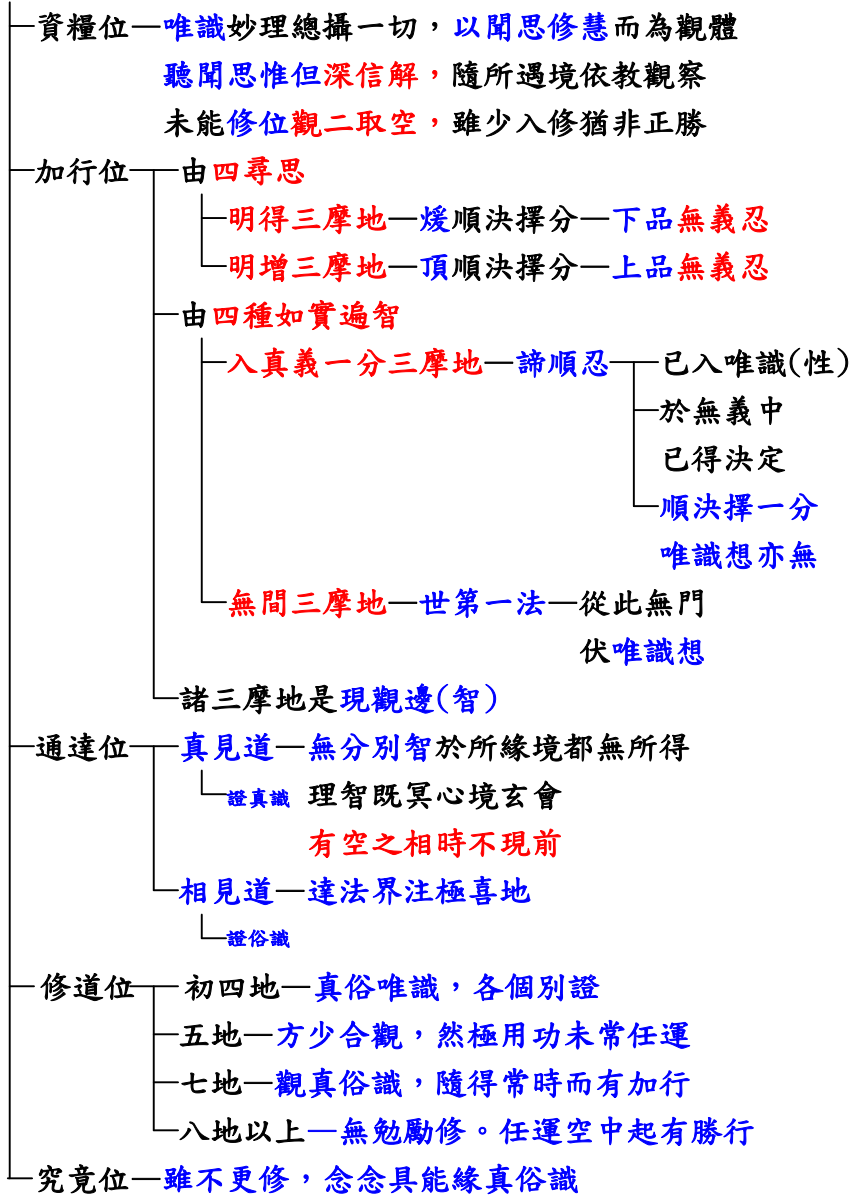 資糧位—唯識妙理總攝一切，以聞思修慧而為觀體
聽聞思惟但深信解，隨所遇境依教觀察
未能修位觀二取空，雖少入修猶非正勝
加行位—由四尋思
明得三摩地—煖順決擇分—下品無義忍
明增三摩地—頂順決擇分—上品無義忍
由四種如實遍智
入真義一分三摩地—諦順忍—已入唯識(性)
於無義中
已得決定
順決擇一分
唯識想亦無
無間三摩地—世第一法—從此無門
伏唯識想
諸三摩地是現觀邊(智)
通達位—真見道—無分別智於所緣境都無所得
證真識 理智既冥心境玄會
有空之相時不現前
相見道—達法界注極喜地
證俗識
修道位—初四地—真俗唯識，各個別證
五地—方少合觀，然極用功未常任運
七地—觀真俗識，隨得常時而有加行
八地以上—無勉勵修。任運空中起有勝行
究竟位—雖不更修，念念具能緣真俗識